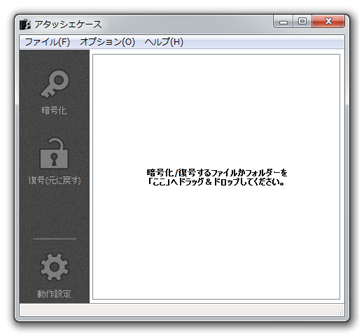 アタッシェケース
ファイル(F) オプション(O) ヘルプ(H)
暗号化
復号(元に戻す)
動作設定
暗号化/復号するファイルかフォルダーを
「ここ」へドラッグ＆ドロップしてください。